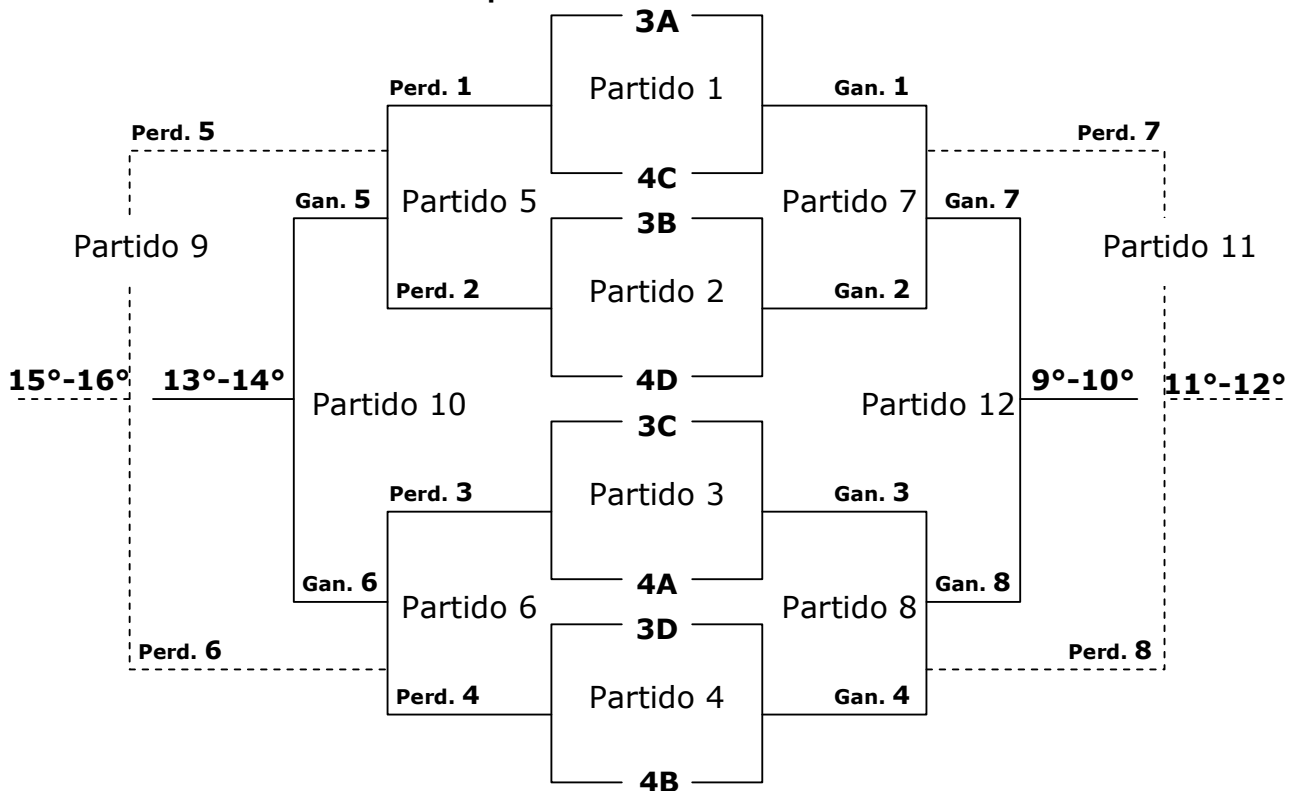 3A
Perd. 1
Partido 1
Gan. 1
Perd. 5
Perd. 7
4C
Gan. 5
Partido 5
Partido 7
Gan. 7
3B
Partido 9
Partido 11
Perd. 2
Partido 2
Gan. 2
15°-16°
13°-14°
4D
9°-10°
11°-12°
Partido 10
Partido 12
3C
Perd. 3
Partido 3
Gan. 3
Gan. 6
4A
Gan. 8
Partido 6
Partido 8
3D
Perd. 6
Perd. 8
Perd. 4
Partido 4
Gan. 4
4B